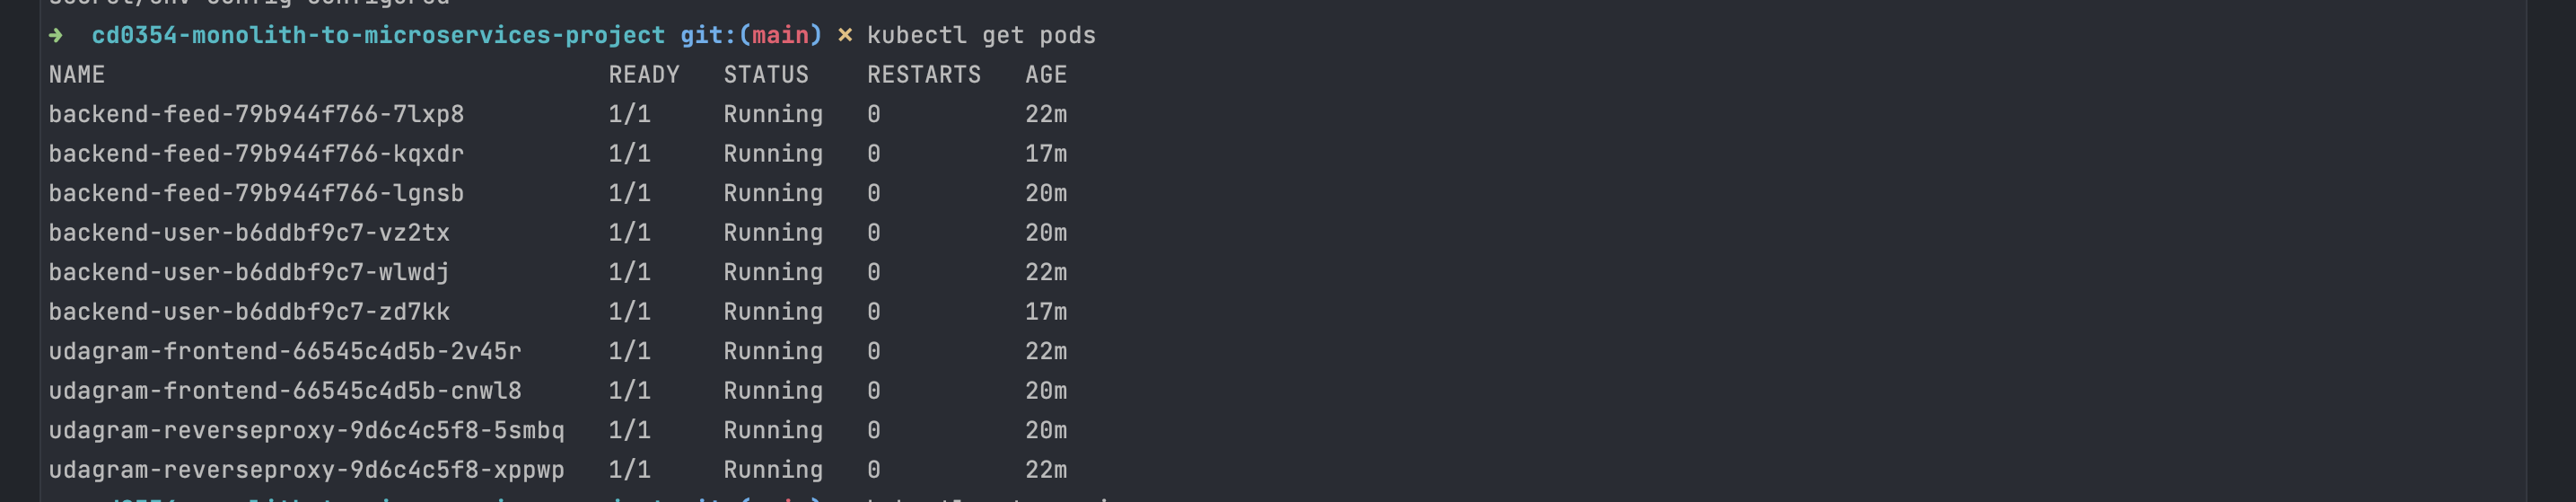 secret/env-config configured
→ cd0354-monolith-to-microservices-project git:(main) × kubectl get pods
NAME READY STATUS RESTARTS AGE
backend-feed-79b944f766-7lxp8 1/1 Running 0 22m
backend-feed-79b944f766-kqxdr 1/1 Running 0 17m
backend-feed-79b944f766-lgnsb 1/1 Running 0 20m
backend-user-b6ddbf9c7-vz2tx 1/1 Running 0 20m
backend-user-b6ddbf9c7-wlwdj 1/1 Running 0 22m
backend-user-b6ddbf9c7-zd7kk 1/1 Running 0 17m
udagram-frontend-66545c4d5b-2v45r 1/1 Running 0 22m
udagram-frontend-66545c4d5b-cnwl8 1/1 Running 0 20m
udagram-reverseproxy-9d6c4c5f8-5smbq 1/1 Running 0 20m
udagram-reverseproxy-9d6c4c5f8-xppwp 1/1 Running 0 22m